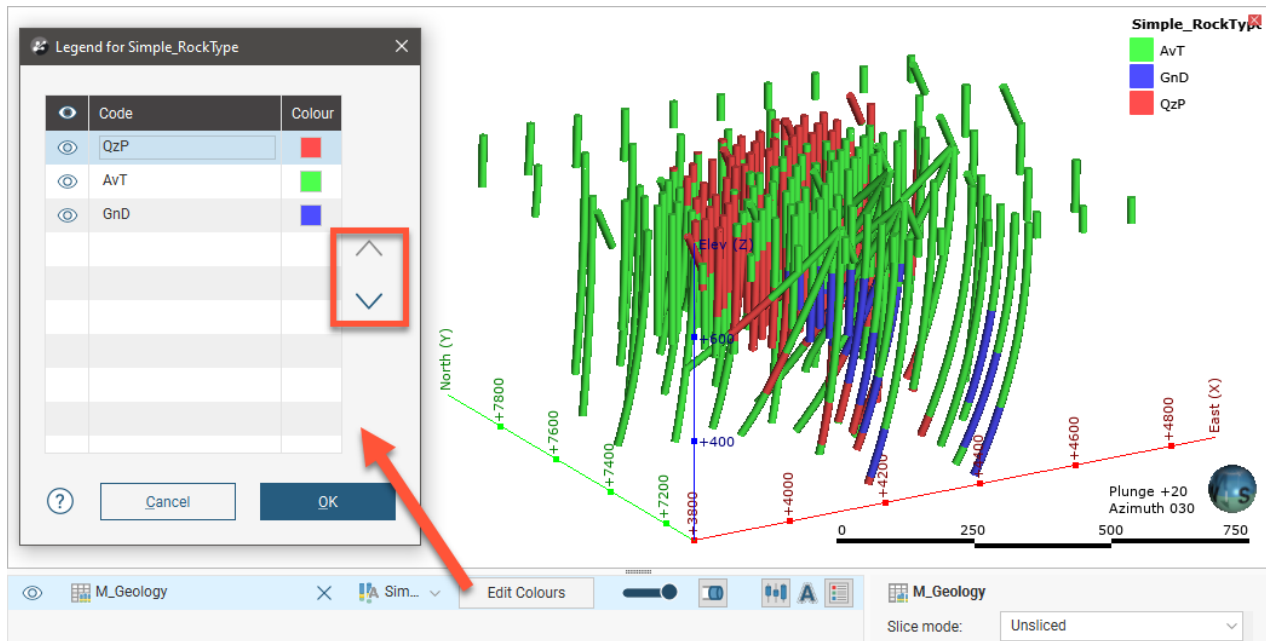 Legend for Simple_RockType
Code
Colour
QzP
AvT
GnD
Cancel
OK
?
Simple_RockType
AvT
GnD
QzP
Elev (Z)
+600
+400
North (Y)
+7800
+7600
+7400
+7200
+3800
+4000
+4200
+4400
+4600
+4800
East (X)
Plunge +20
Azimuth 030
0
250
500
750
M_Geology
Sim...
Edit Colours
A
M_Geology
Slice mode:
Unsliced